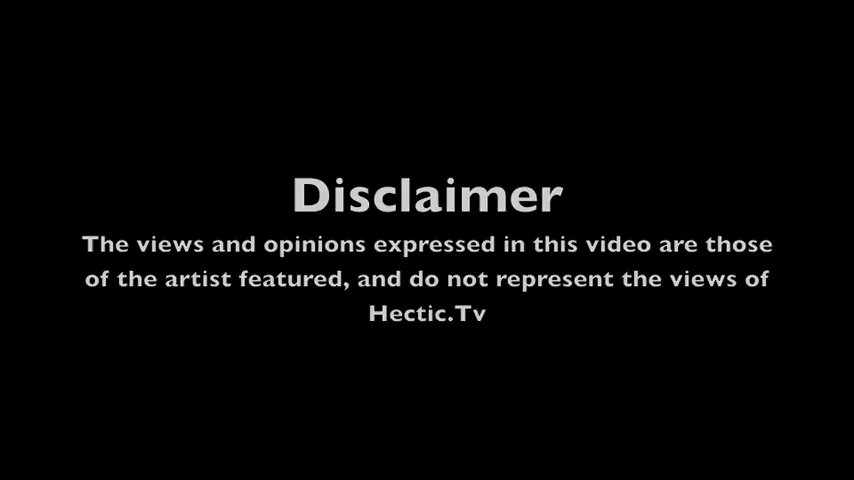 Disclaimer
The views and opinions expressed in this video are those
of the artist featured, and do not represent the views of
Hectic.Tv